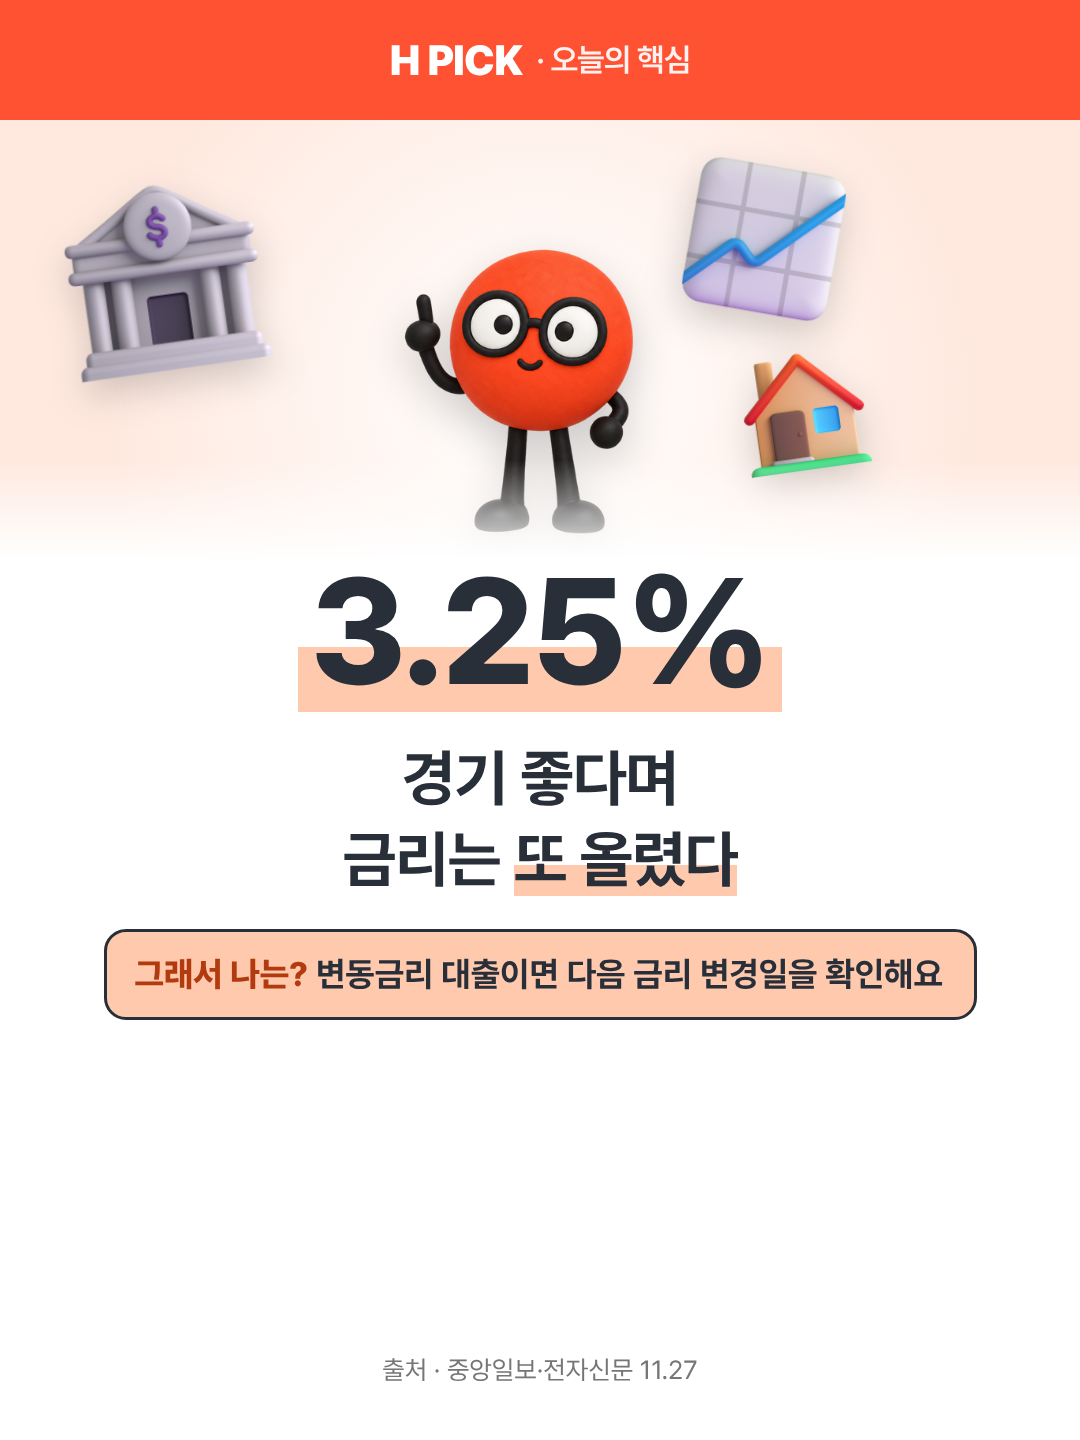 H PICK · 오늘의 핵심
$
3.25%
경기 좋다며
금리는 또 올렸다
그래서 나는? 변동금리 대출이면 다음 금리 변경일을 확인해요
출처 · 중앙일보·전자신문 11.27